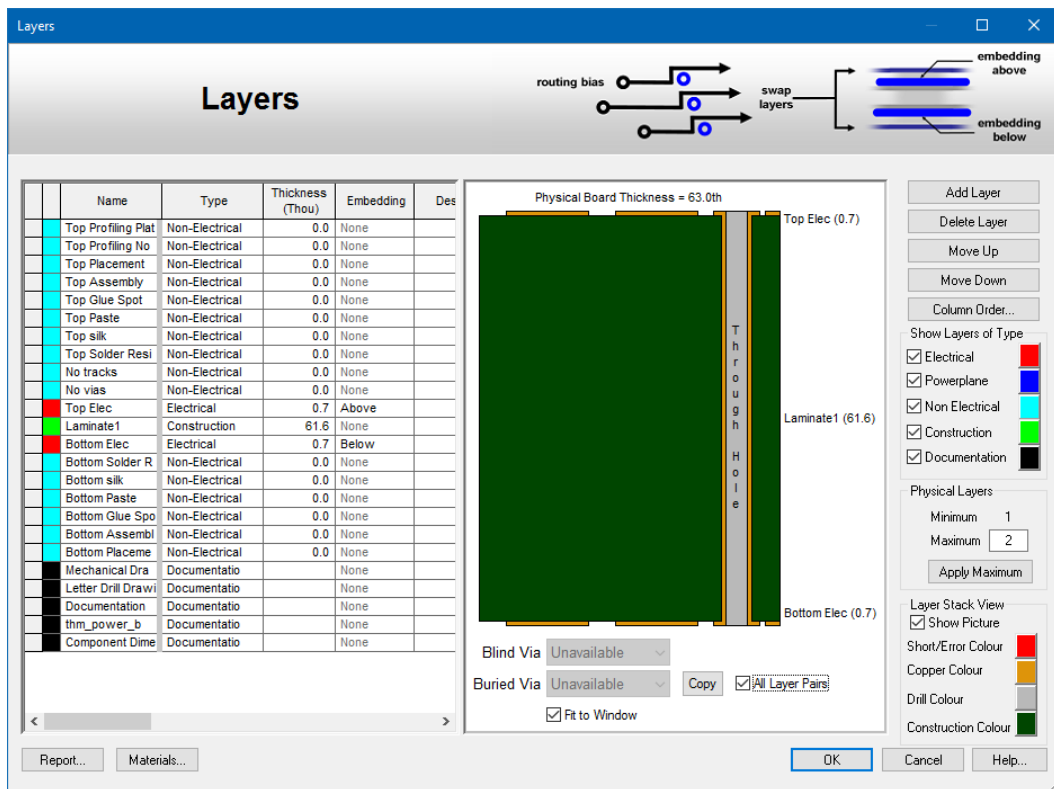 Layers
Layers
routing bias
swap
layers
embedding
above
embedding
below
Name Type Thickness (Thou) Embedding Des
Top Profiling Plat Non-Electrical 0.0 None
Top Profiling No Non-Electrical 0.0 None
Top Placement Non-Electrical 0.0 None
Top Assembly Non-Electrical 0.0 None
Top Glue Spot Non-Electrical 0.0 None
Top Paste Non-Electrical 0.0 None
Top silk Non-Electrical 0.0 None
Top Solder Resi Non-Electrical 0.0 None
No tracks Non-Electrical 0.0 None
No vias Non-Electrical 0.0 None
Top Elec Electrical 0.7 Above
Laminate1 Construction 61.6 None
Bottom Elec Electrical 0.7 Below
Bottom Solder R Non-Electrical 0.0 None
Bottom silk Non-Electrical 0.0 None
Bottom Paste Non-Electrical 0.0 None
Bottom Glue Spo Non-Electrical 0.0 None
Bottom Assembl Non-Electrical 0.0 None
Bottom Placeme Non-Electrical 0.0 None
Mechanical Dra Documentatio None
Letter Drill Drawi Documentatio None
Documentation Documentatio None
thm_power_b Documentatio None
Component Dime Documentatio None
Physical Board Thickness = 63.0th
Top Elec (0.7)
Through Hole
Laminate1 (61.6)
Bottom Elec (0.7)
Blind Via Unavailable
Buried Via Unavailable Copy All Layer Pairs
Fit to Window
Add Layer
Delete Layer
Move Up
Move Down
Column Order...
Show Layers of Type
Electrical
Powerplane
Non Electrical
Construction
Documentation
Physical Layers
Minimum 1
Maximum 2
Apply Maximum
Layer Stack View
Show Picture
Short/Error Colour
Copper Colour
Drill Colour
Construction Colour
Report... Materials... OK Cancel Help...